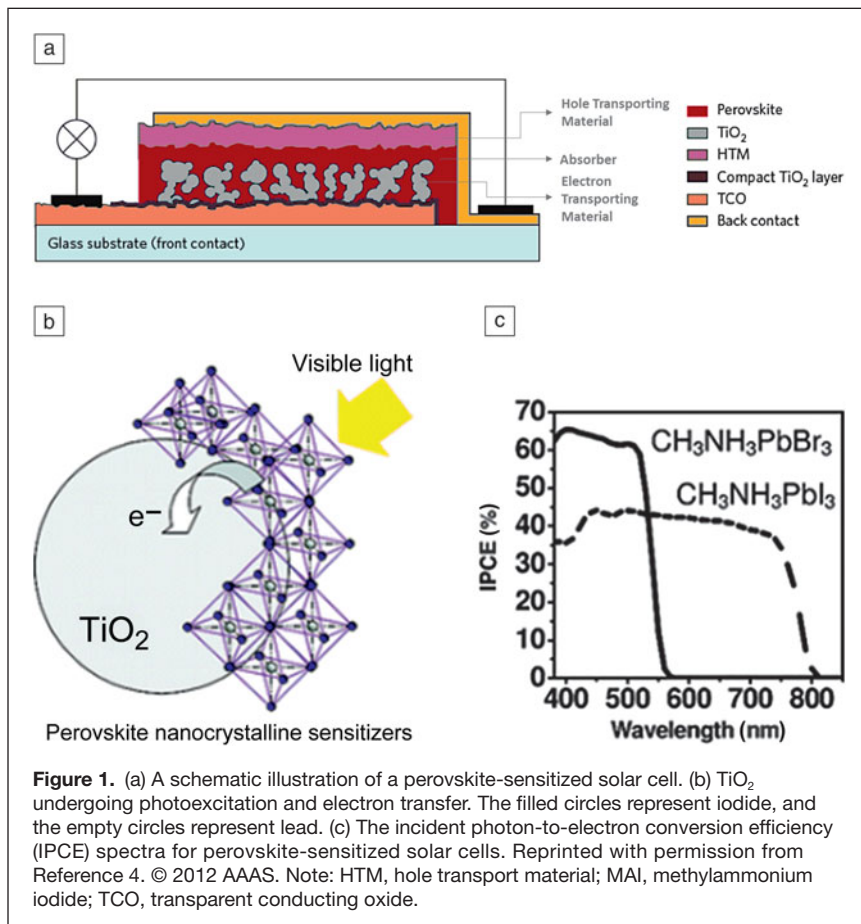 a
Hole Transporting
Material
Absorber
Electron
Transporting
Material
Perovskite
TiO₂
HTM
Compact TiO₂ layer
TCO
Back contact
Glass substrate (front contact)
b
Visible light
e−
TiO₂
Perovskite nanocrystalline sensitizers
c
70
60
50
40
30
20
10
0
IPCE (%)
CH₃NH₃PbBr₃
CH₃NH₃PbI₃
400 500 600 700 800
Wavelength (nm)
Figure 1. (a) A schematic illustration of a perovskite-sensitized solar cell. (b) TiO₂
undergoing photoexcitation and electron transfer. The filled circles represent iodide, and
the empty circles represent lead. (c) The incident photon-to-electron conversion efficiency
(IPCE) spectra for perovskite-sensitized solar cells. Reprinted with permission from
Reference 4. © 2012 AAAS. Note: HTM, hole transport material; MAI, methylammonium
iodide; TCO, transparent conducting oxide.